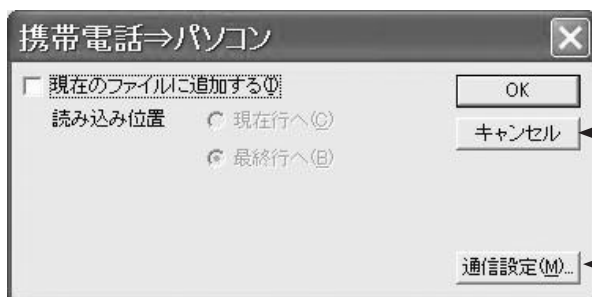 携帯電話⇒パソコン
現在のファイルに追加する(I)
OK
読み込み位置
現在行へ(C)
キャンセル
最終行へ(B)
通信設定(M)...